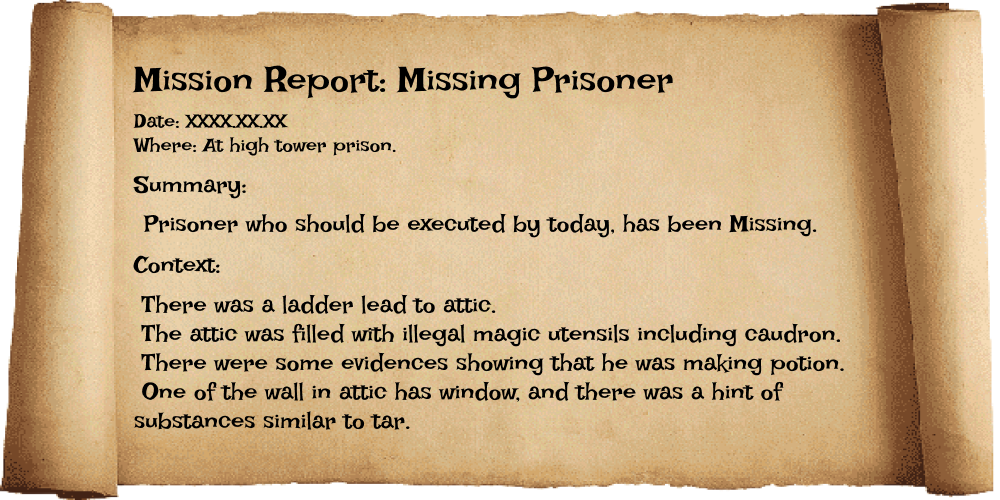 Mission Report: Missing Prisoner
Date: XXXX.XX.XX
Where: At high tower prison.
Summary:
Prisoner who should be executed by today, has been Missing.
Context:
There was a ladder lead to attic.
The attic was filled with illegal magic utensils including caudron.
There were some evidences showing that he was making potion.
One of the wall in attic has window, and there was a hint of
substances similar to tar.